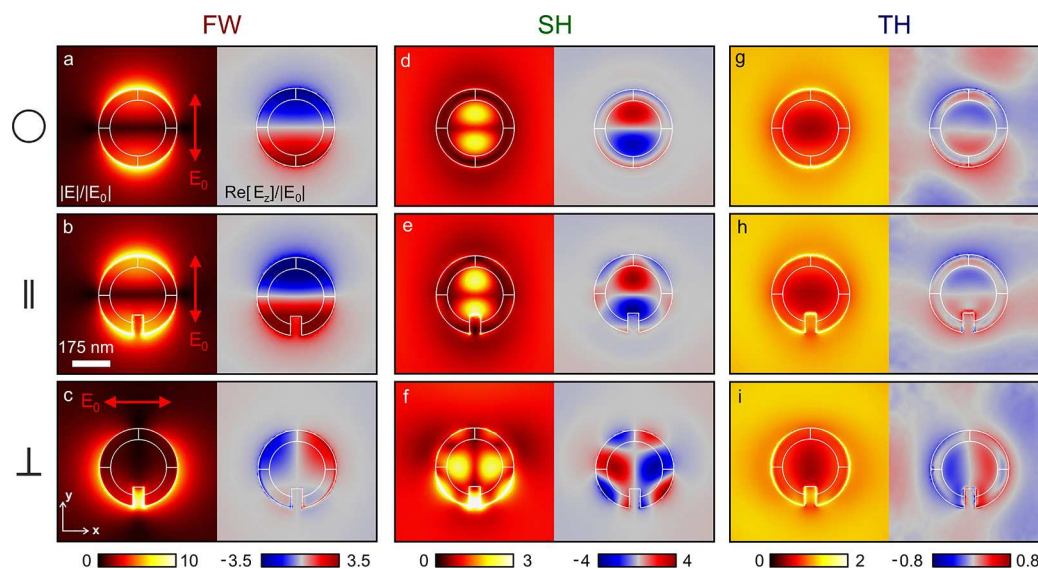 FW SH TH
a d g
E₀
|E|/|E₀| Re[E_z]/|E₀|
b e h
||
E₀
175 nm
c f i
E₀
⊥
y
x
0 10 -3.5 3.5 0 3 -4 4 0 2 -0.8 0.8